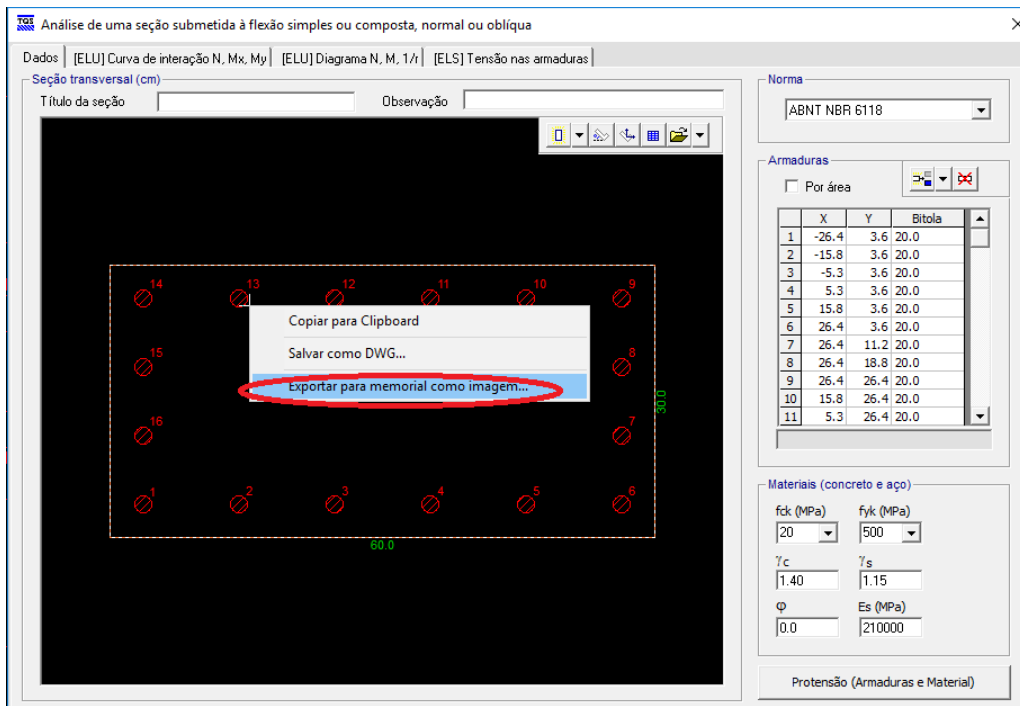 TQS Análise de uma seção submetida à flexão simples ou composta, normal ou oblíqua
Dados [ELU] Curva de interação N, Mx, My [ELU] Diagrama N, M, 1/r [ELS] Tensão nas armaduras
Seção transversal (cm)
Título da seção Observação
14 13 12 11 10 9
15 8
16 7
1 2 3 4 5 6
30.0
60.0
Copiar para Clipboard
Salvar como DWG...
Exportar para memorial como imagem...
Norma
ABNT NBR 6118
Armaduras
Por área
X Y Bitola
1 -26.4 3.6 20.0
2 -15.8 3.6 20.0
3 -5.3 3.6 20.0
4 5.3 3.6 20.0
5 15.8 3.6 20.0
6 26.4 3.6 20.0
7 26.4 11.2 20.0
8 26.4 18.8 20.0
9 26.4 26.4 20.0
10 15.8 26.4 20.0
11 5.3 26.4 20.0
Materiais (concreto e aço)
fck (MPa) fyk (MPa)
20 500
γc γs
1.40 1.15
φ Es (MPa)
0.0 210000
Protensão (Armaduras e Material)